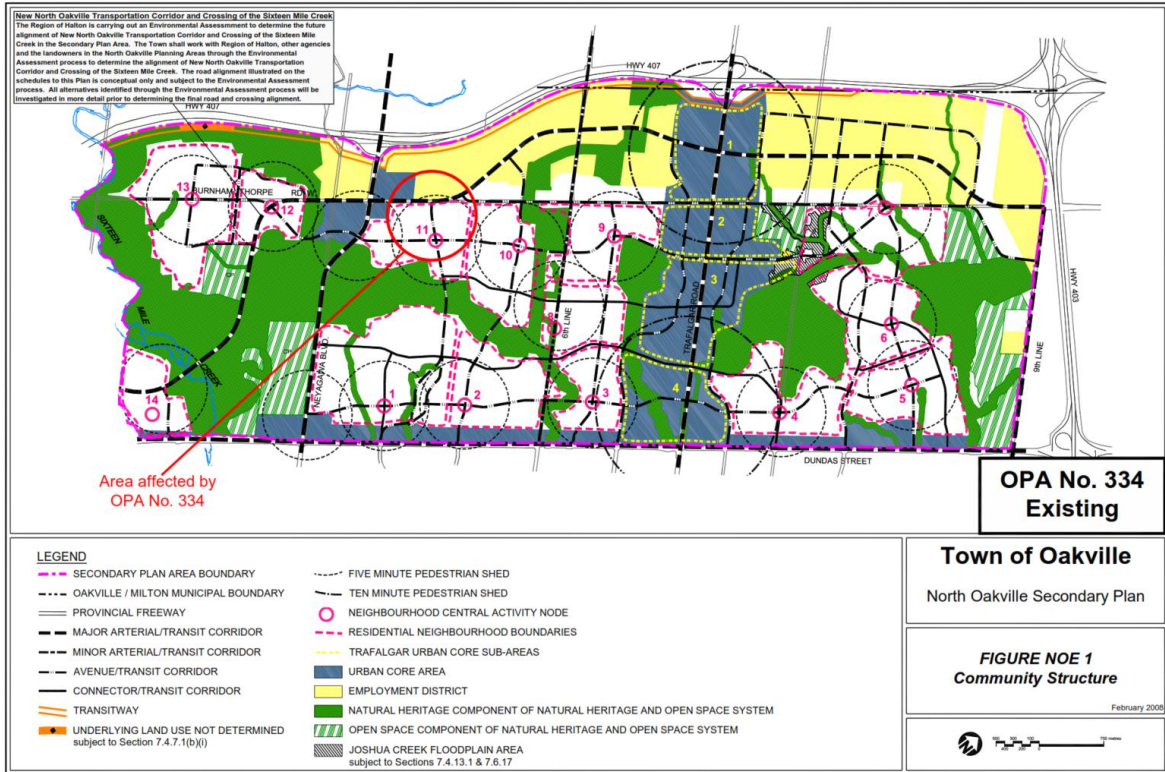 New North Oakville Transportation Corridor and Crossing of the Sixteen Mile Creek
The Region of Halton is carrying out an Environmental Assessmment to determine the future
alignment of New North Oakville Transportation Corridor and Crossing of the Sixteen Mile
Creek in the Secondary Plan Area. The Town shall work with Region of Halton, other agencies
and the landowners in the North Oakville Planning Areas through the Environmental
Assessment process to determine the alignment of New North Oakville Transportation
Corridor and Crossing of the Sixteen Mile Creek. The road alignment illustrated on the
schedules to this Plan is conceptual only and subject to the Environmental Assessment
process. All alternatives identified through the Environmental Assessment process will be
investigated in more detail prior to determining the final road and crossing alignment.
HWY 407
HWY 407
BURNHAMTHORPE RD. W.
SIXTEEN
MILE
CREEK
NEYAGAWA BLVD.
6th LINE
TRAFALGAR ROAD
9th LINE
HWY 403
DUNDAS STREET
13
12
11
10
9
8
7
6
5
4
3
2
1
14
1
2
3
4
Area affected by
OPA No. 334
OPA No. 334
Existing
LEGEND
SECONDARY PLAN AREA BOUNDARY
OAKVILLE / MILTON MUNICIPAL BOUNDARY
PROVINCIAL FREEWAY
MAJOR ARTERIAL/TRANSIT CORRIDOR
MINOR ARTERIAL/TRANSIT CORRIDOR
AVENUE/TRANSIT CORRIDOR
CONNECTOR/TRANSIT CORRIDOR
TRANSITWAY
UNDERLYING LAND USE NOT DETERMINED
subject to Section 7.4.7.1(b)(i)
FIVE MINUTE PEDESTRIAN SHED
TEN MINUTE PEDESTRIAN SHED
NEIGHBOURHOOD CENTRAL ACTIVITY NODE
RESIDENTIAL NEIGHBOURHOOD BOUNDARIES
TRAFALGAR URBAN CORE SUB-AREAS
URBAN CORE AREA
EMPLOYMENT DISTRICT
NATURAL HERITAGE COMPONENT OF NATURAL HERITAGE AND OPEN SPACE SYSTEM
OPEN SPACE COMPONENT OF NATURAL HERITAGE AND OPEN SPACE SYSTEM
JOSHUA CREEK FLOODPLAIN AREA
subject to Sections 7.4.13.1 & 7.6.17
Town of Oakville
North Oakville Secondary Plan
FIGURE NOE 1
Community Structure
February 2008